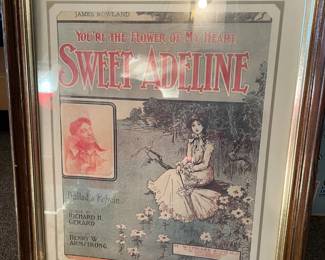 JAMES ROWLAND
YOU'RE THE FLOWER OF MY HEART
SWEET ADELINE
Ballad & Refrain
RICHARD H.
GERARD
HENRY W.
ARMSTRONG